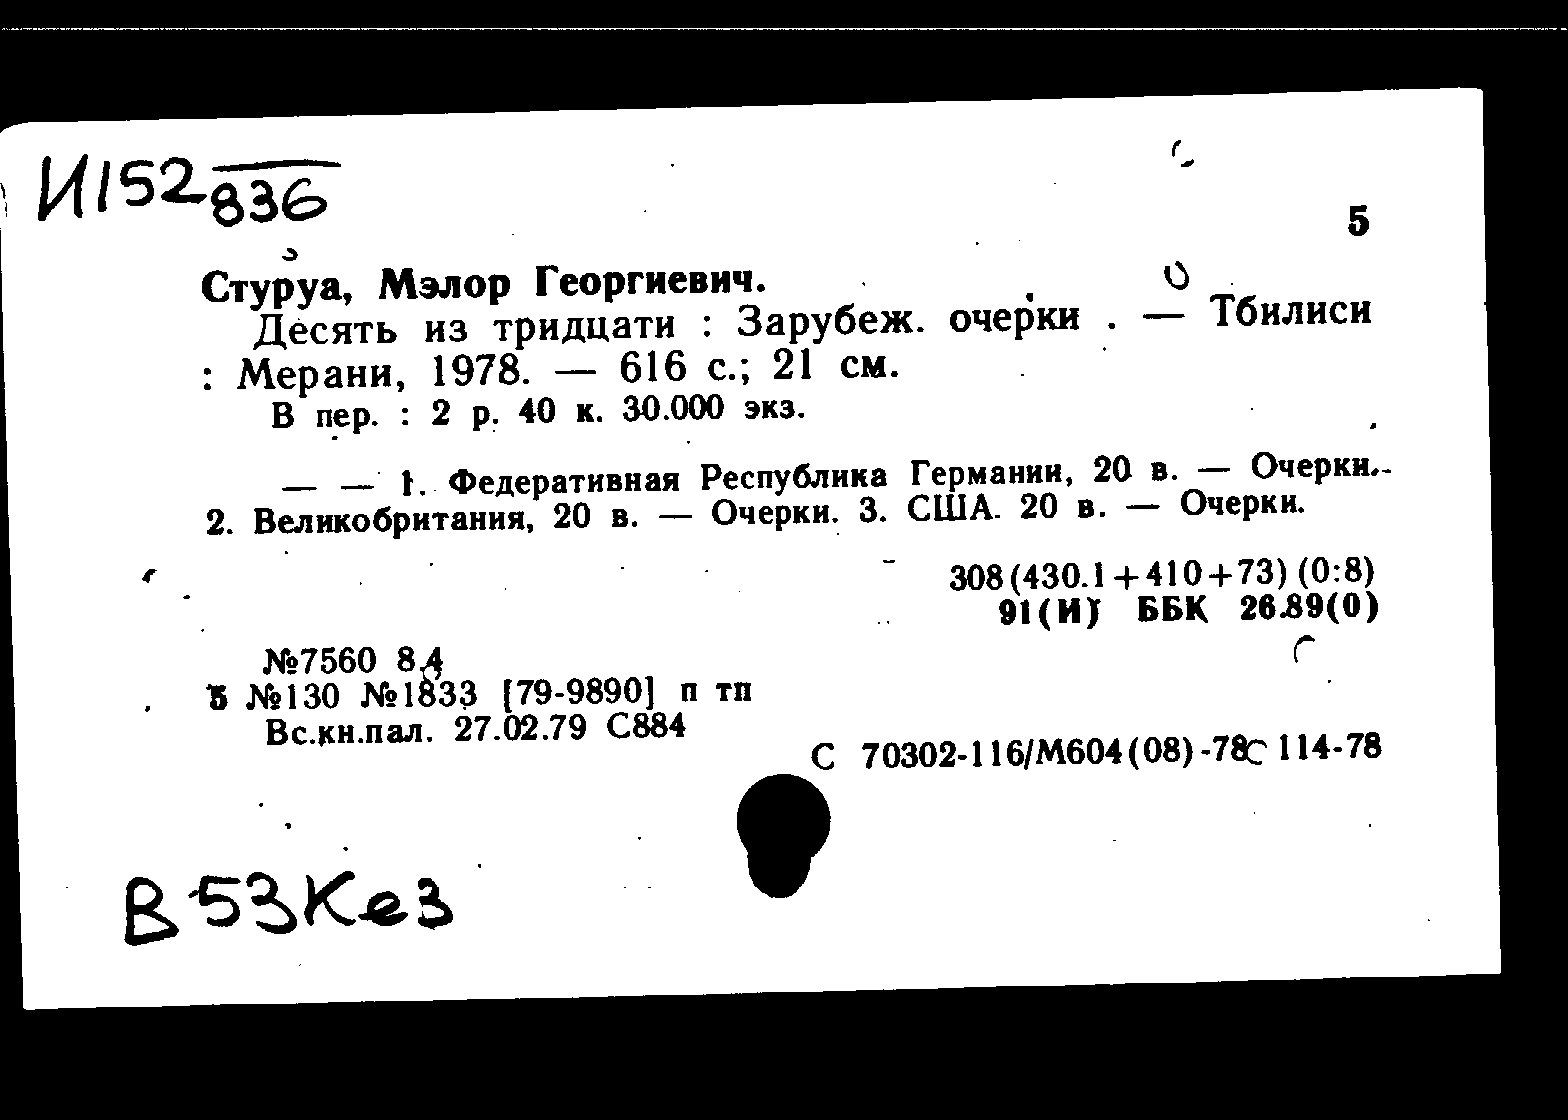 И152 836
5
Стуруа, Мэлор Георгиевич.
Десять из тридцати : Зарубеж. очерки . — Тбилиси
: Мерани, 1978. — 616 с.; 21 см.
В пер. : 2 р. 40 к. 30.000 экз.
— — 1. Федеративная Республика Германии, 20 в. — Очерки.-
2. Великобритания, 20 в. — Очерки. 3. США. 20 в. — Очерки.
308(430.1+410+73) (0:8)
91(И) ББК 26.89(0)
№7560 8,4
5 №130 №1833 [79-9890] п тп
Вс.кн.пал. 27.02.79 С884
С 70302-116/М604(08)-78С 114-78
В 53Кез